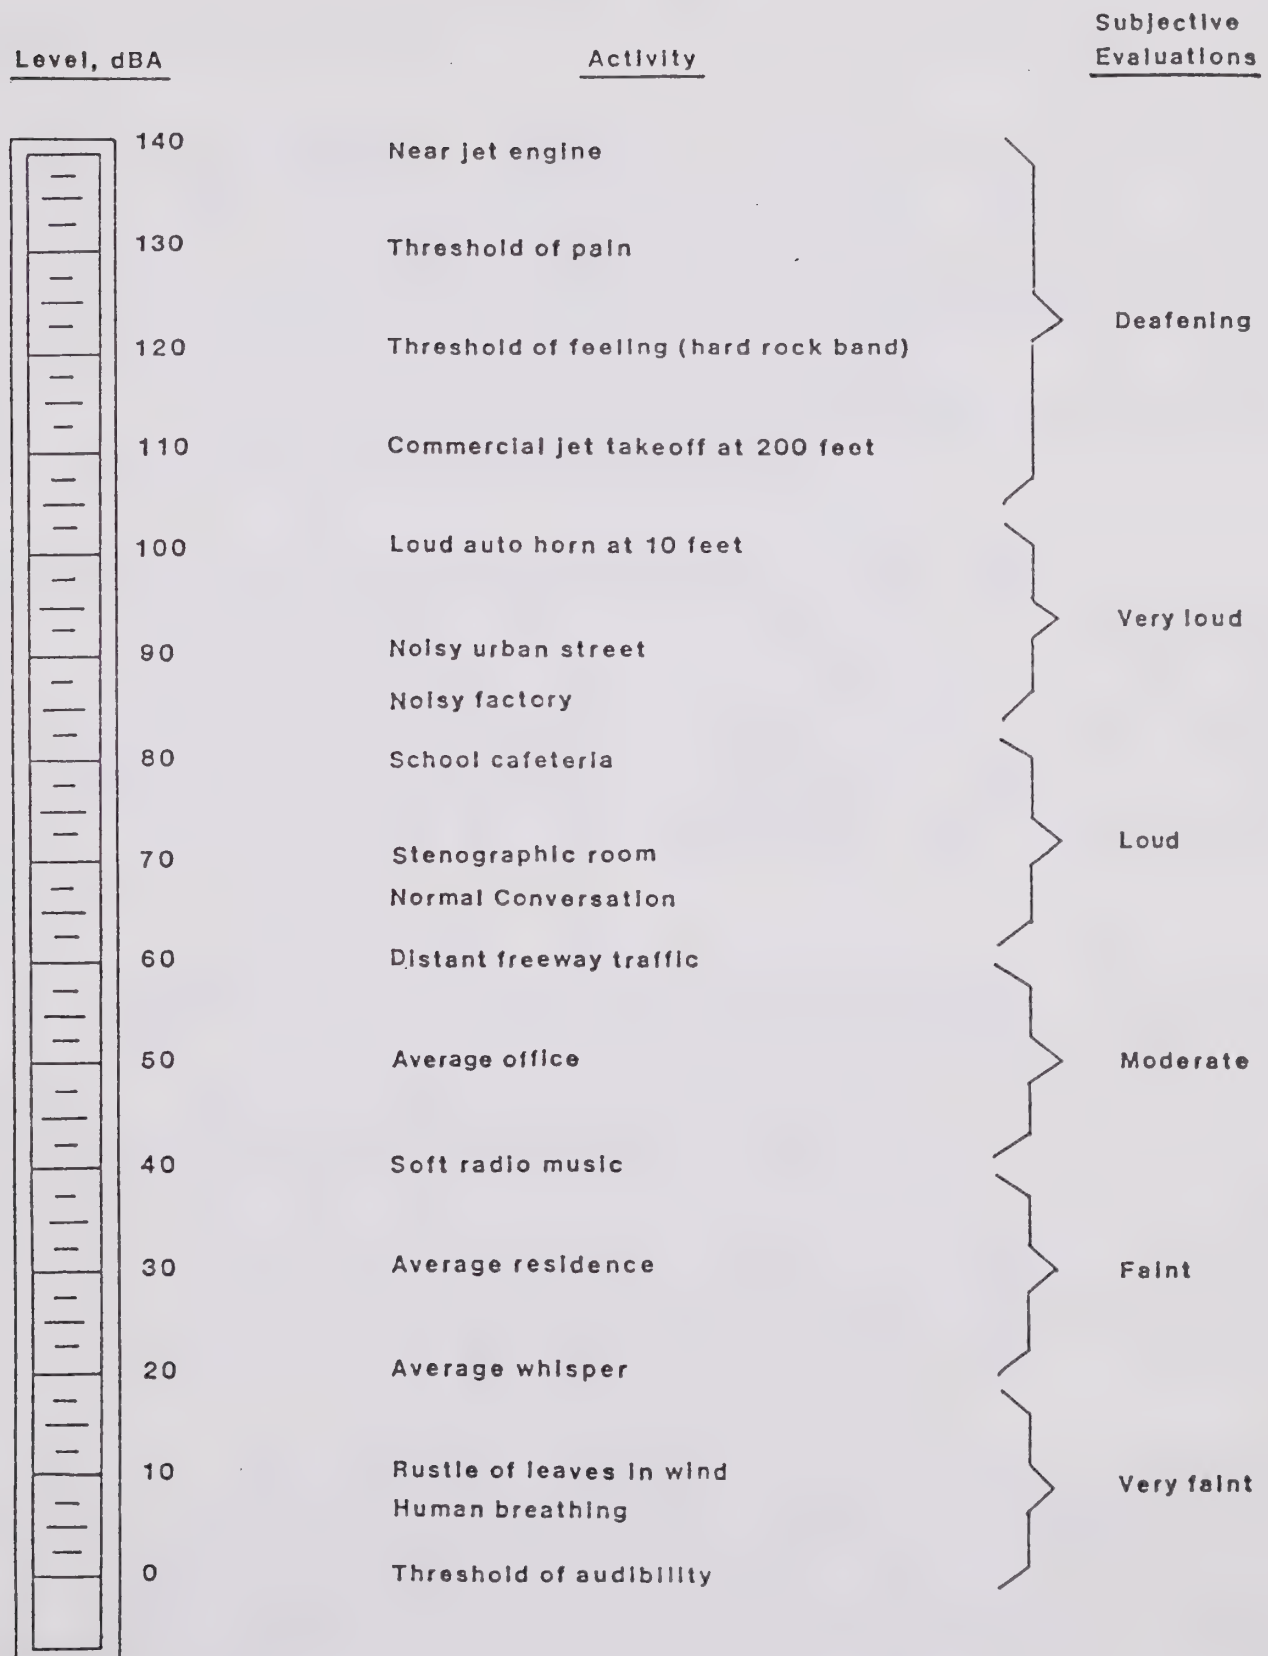 Level, dBA Activity Subjective Evaluations
140 Near jet engine
130 Threshold of pain
Deafening
120 Threshold of feeling (hard rock band)
110 Commercial jet takeoff at 200 feet
100 Loud auto horn at 10 feet
Very loud
90 Noisy urban street
Noisy factory
80 School cafeteria
Loud
70 Stenographic room
Normal Conversation
60 Distant freeway traffic
50 Average office Moderate
40 Soft radio music
30 Average residence Faint
20 Average whisper
10 Rustle of leaves in wind
Very faint
Human breathing
0 Threshold of audibility